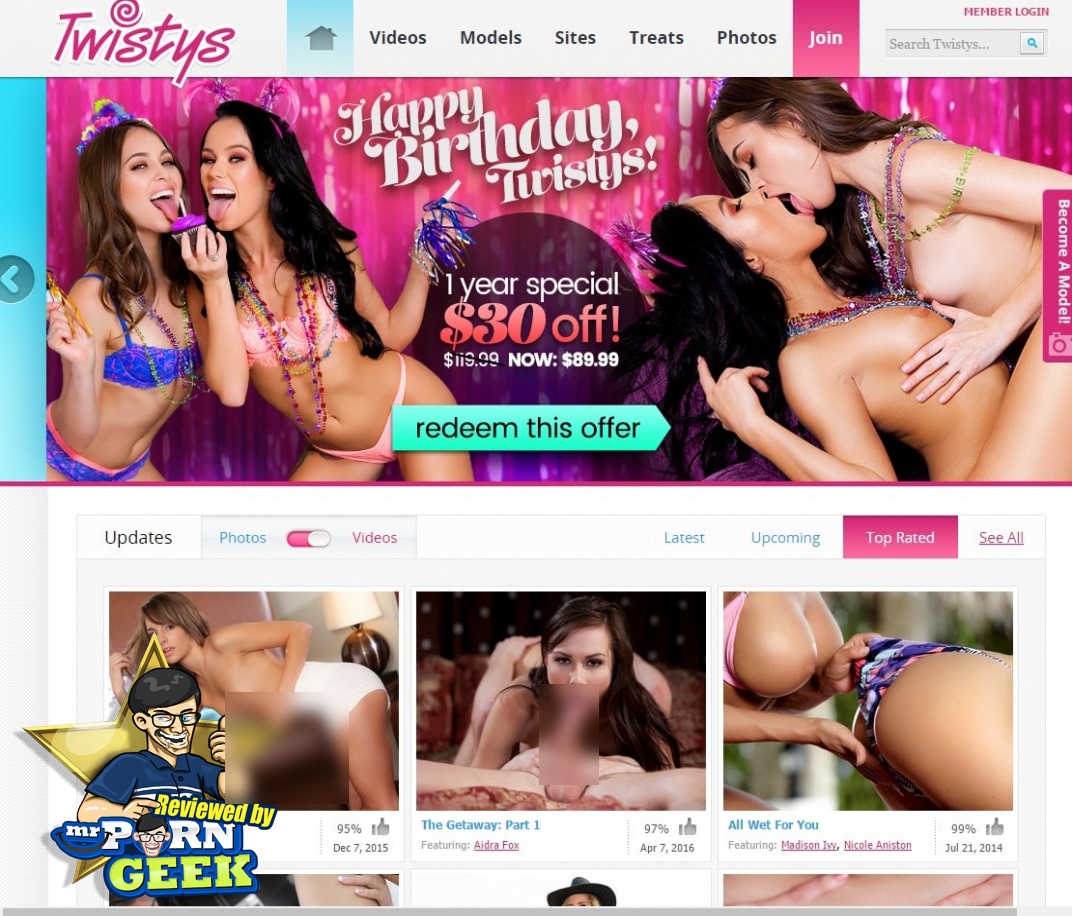 Twistys
Videos
Models
Sites
Treats
Photos
Join
MEMBER LOGIN
Search Twistys...
Happy
Birthday,
Twistys!
1 year special
$30 off!
$119.99 NOW: $89.99
redeem this offer
Become A Model!
Updates
Photos
Videos
Latest
Upcoming
Top Rated
See All
95%
Dec 7, 2015
The Getaway: Part 1
Featuring: Aidra Fox
97%
Apr 7, 2016
All Wet For You
Featuring: Madison Ivy, Nicole Aniston
99%
Jul 21, 2014
Reviewed by
mr PORN
GEEK